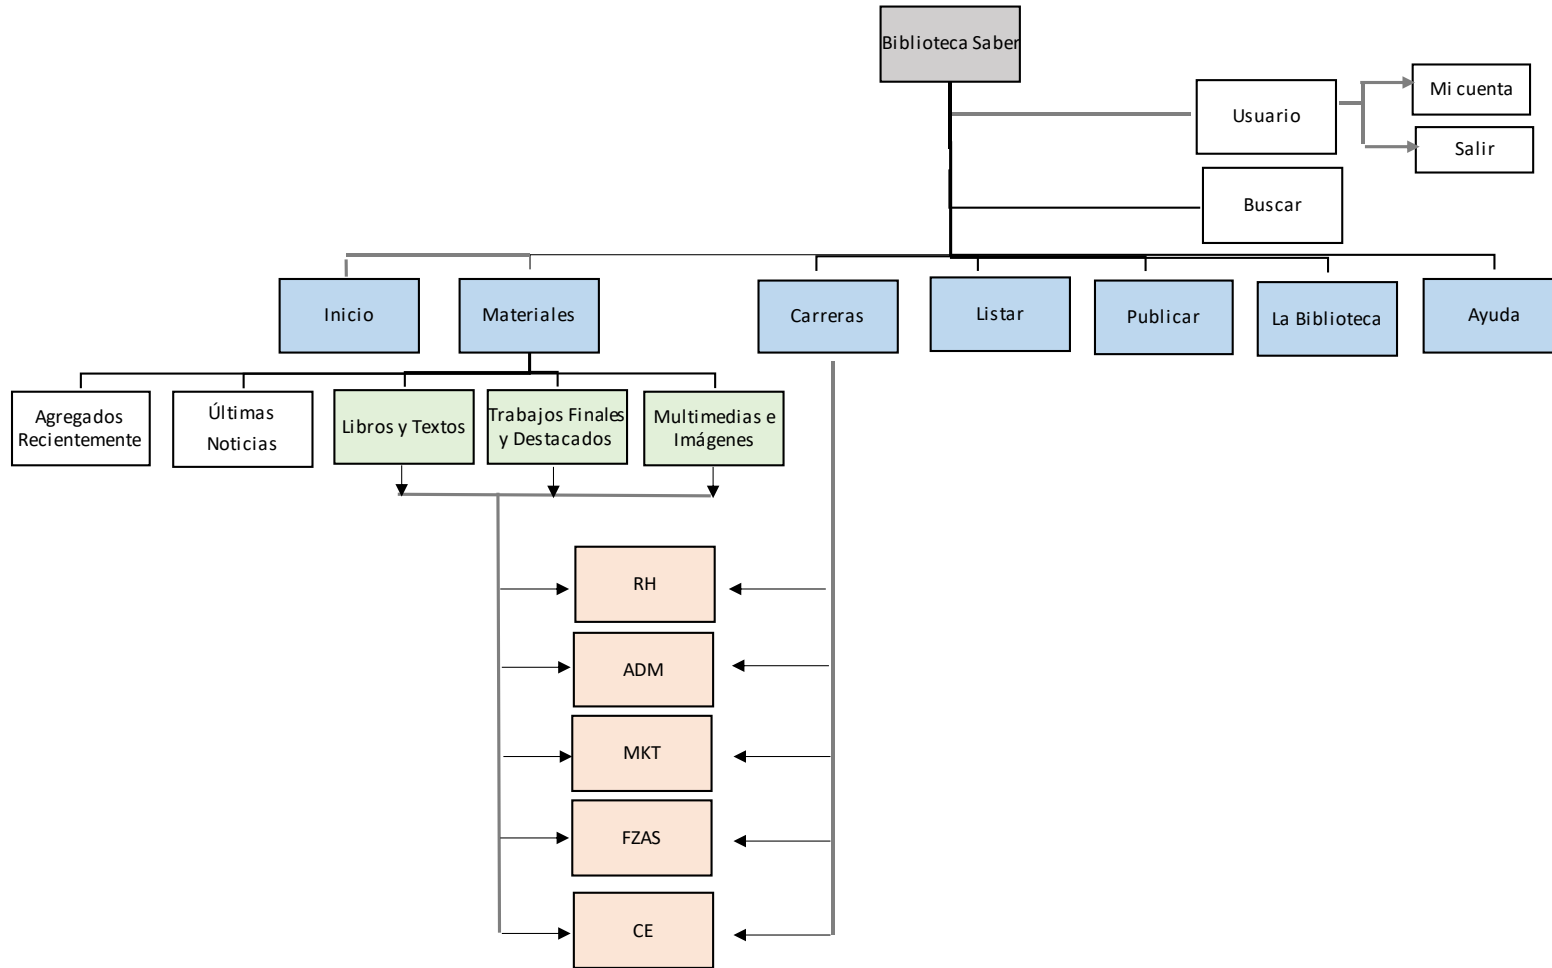 Biblioteca Saber
Mi cuenta
Usuario
Salir
Buscar
Inicio
Materiales
Carreras
Listar
Publicar
La Biblioteca
Ayuda
Agregados
Recientemente
Últimas
Noticias
Libros y Textos
Trabajos Finales
y Destacados
Multimedias e
Imágenes
RH
ADM
MKT
FZAS
CE